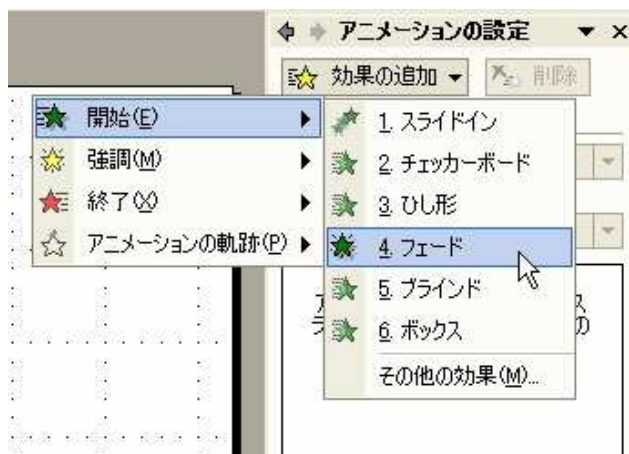 アニメーションの設定
効果の追加
削除
開始(E)
強調(M)
終了(X)
アニメーションの軌跡(P)
1. スライドイン
2. チェッカーボード
3. ひし形
4. フェード
5. ブラインド
6. ボックス
その他の効果(M)...